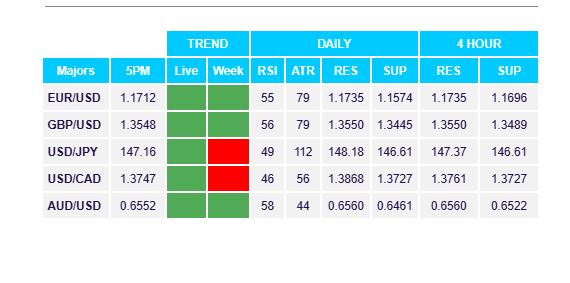 TREND DAILY 4 HOUR
Majors 5PM Live Week RSI ATR RES SUP RES SUP
EUR/USD 1.1712 55 79 1.1735 1.1574 1.1735 1.1696
GBP/USD 1.3548 56 79 1.3550 1.3445 1.3550 1.3489
USD/JPY 147.16 49 112 148.18 146.61 147.37 146.61
USD/CAD 1.3747 46 56 1.3868 1.3727 1.3761 1.3727
AUD/USD 0.6552 58 44 0.6560 0.6461 0.6560 0.6522